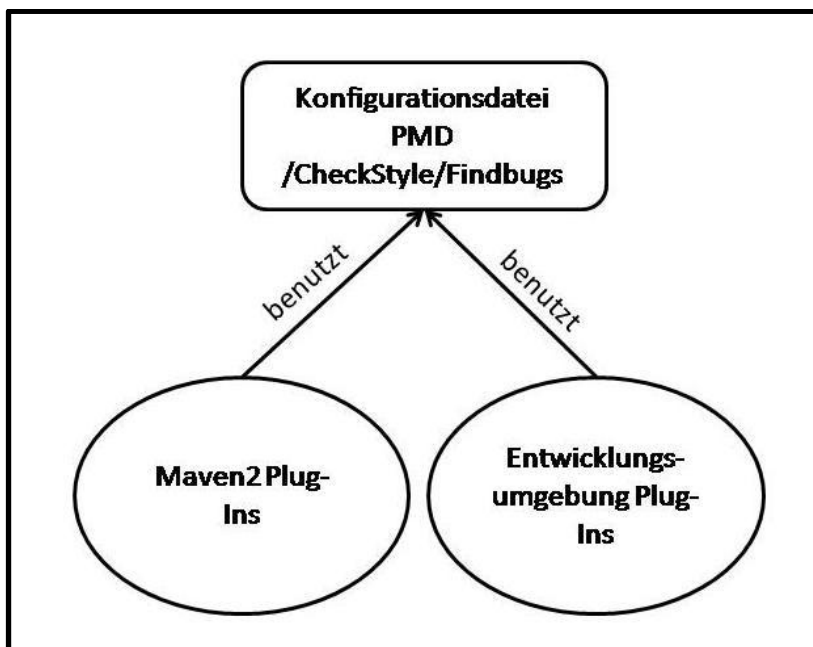 Konfigurationsdatei
PMD
/CheckStyle/Findbugs
benutzt
benutzt
Maven2 Plug-
Ins
Entwicklungs-
umgebung Plug-
Ins